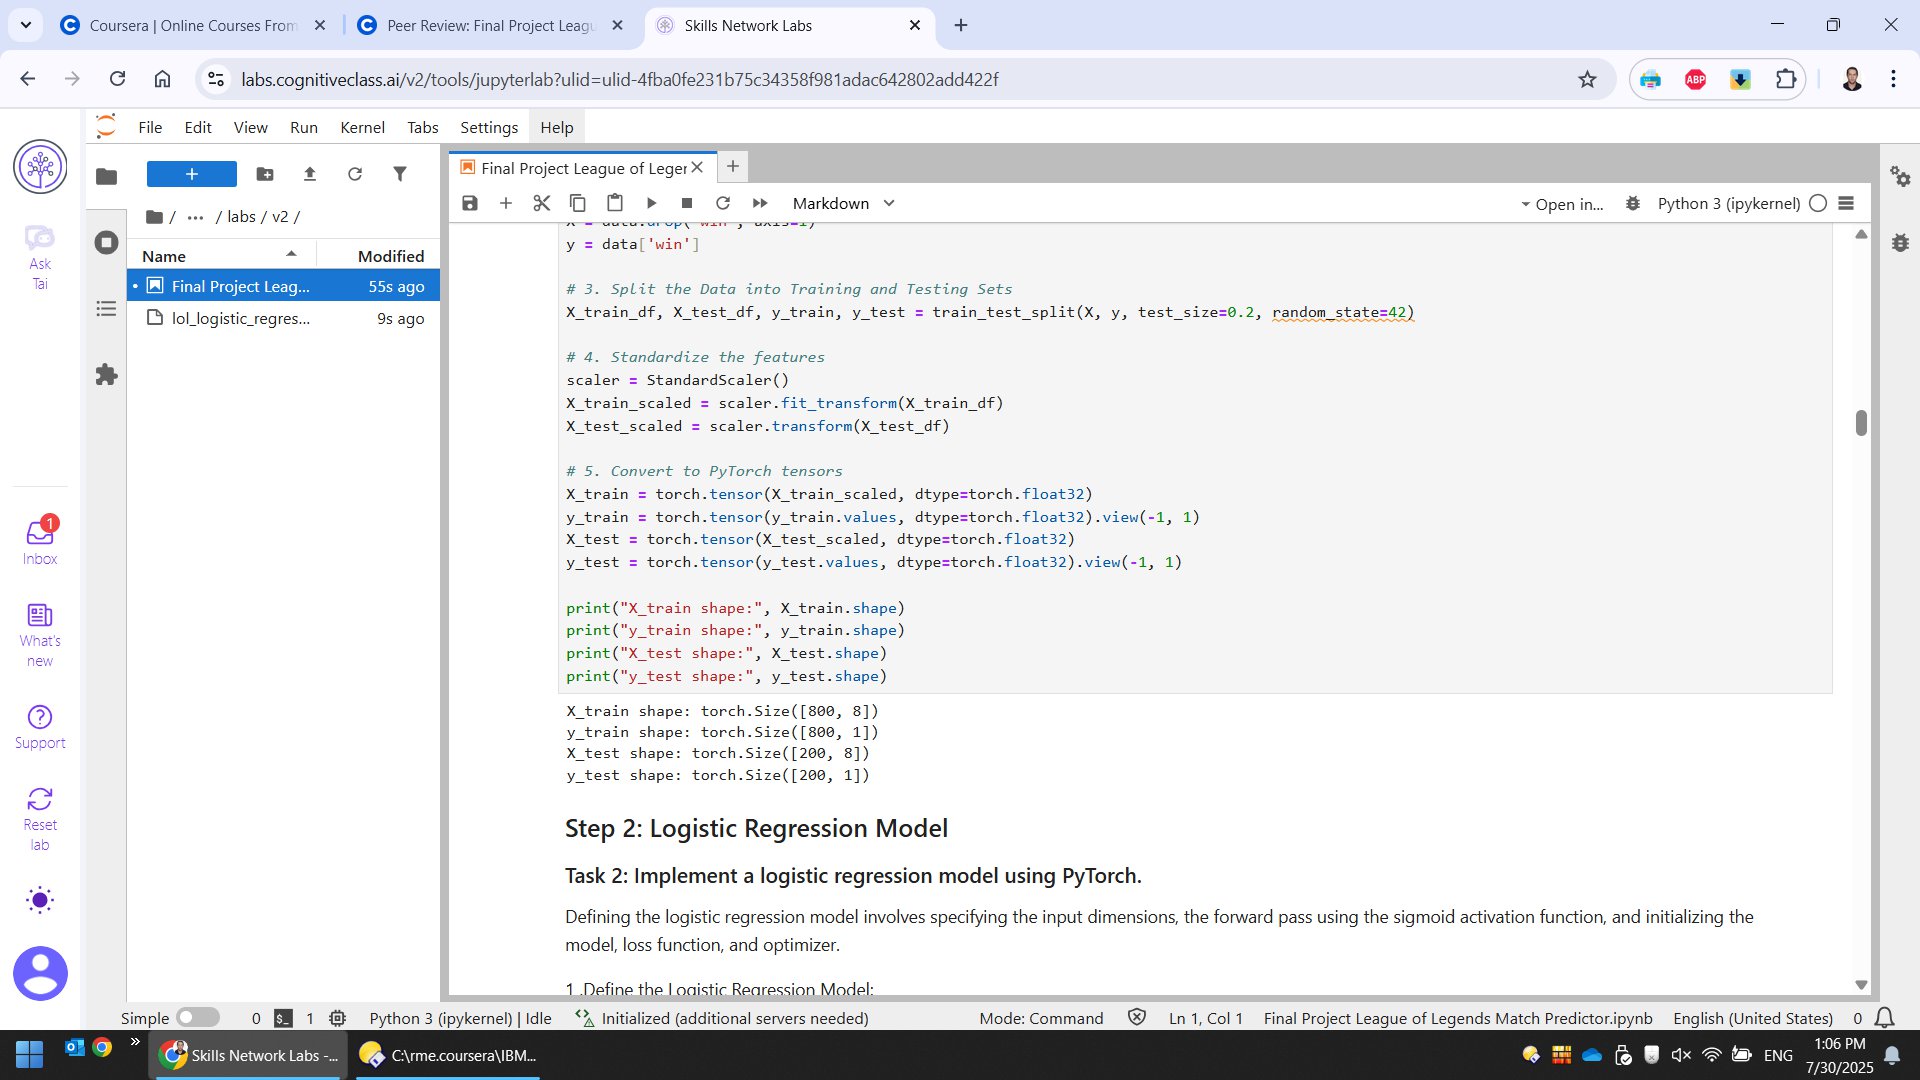 Coursera | Online Courses From
Peer Review: Final Project Leagu
Skills Network Labs
labs.cognitiveclass.ai/v2/tools/jupyterlab?ulid=ulid-4fba0fe231b75c34358f981adac642802add422f
ABP
File Edit View Run Kernel Tabs Settings Help
Ask
Tai
Inbox
1
What's
new
Support
Reset
lab
/ ··· / labs / v2 /
Name Modified
Final Project Leag... 55s ago
lol_logistic_regres... 9s ago
Final Project League of Leger
Markdown
Open in...
Python 3 (ipykernel)
X = data.drop('win', axis=1)
y = data['win']
# 3. Split the Data into Training and Testing Sets
X_train_df, X_test_df, y_train, y_test = train_test_split(X, y, test_size=0.2, random_state=42)
# 4. Standardize the features
scaler = StandardScaler()
X_train_scaled = scaler.fit_transform(X_train_df)
X_test_scaled = scaler.transform(X_test_df)
# 5. Convert to PyTorch tensors
X_train = torch.tensor(X_train_scaled, dtype=torch.float32)
y_train = torch.tensor(y_train.values, dtype=torch.float32).view(-1, 1)
X_test = torch.tensor(X_test_scaled, dtype=torch.float32)
y_test = torch.tensor(y_test.values, dtype=torch.float32).view(-1, 1)
print("X_train shape:", X_train.shape)
print("y_train shape:", y_train.shape)
print("X_test shape:", X_test.shape)
print("y_test shape:", y_test.shape)
X_train shape: torch.Size([800, 8])
y_train shape: torch.Size([800, 1])
X_test shape: torch.Size([200, 8])
y_test shape: torch.Size([200, 1])
Step 2: Logistic Regression Model
Task 2: Implement a logistic regression model using PyTorch.
Defining the logistic regression model involves specifying the input dimensions, the forward pass using the sigmoid activation function, and initializing the
model, loss function, and optimizer.
1 .Define the Logistic Regression Model:
Simple 0 1 Python 3 (ipykernel) | Idle Initialized (additional servers needed) Mode: Command Ln 1, Col 1 Final Project League of Legends Match Predictor.ipynb English (United States) 0
Skills Network Labs -...
C:\rme.coursera\IBM...
ENG
1:06 PM
7/30/2025